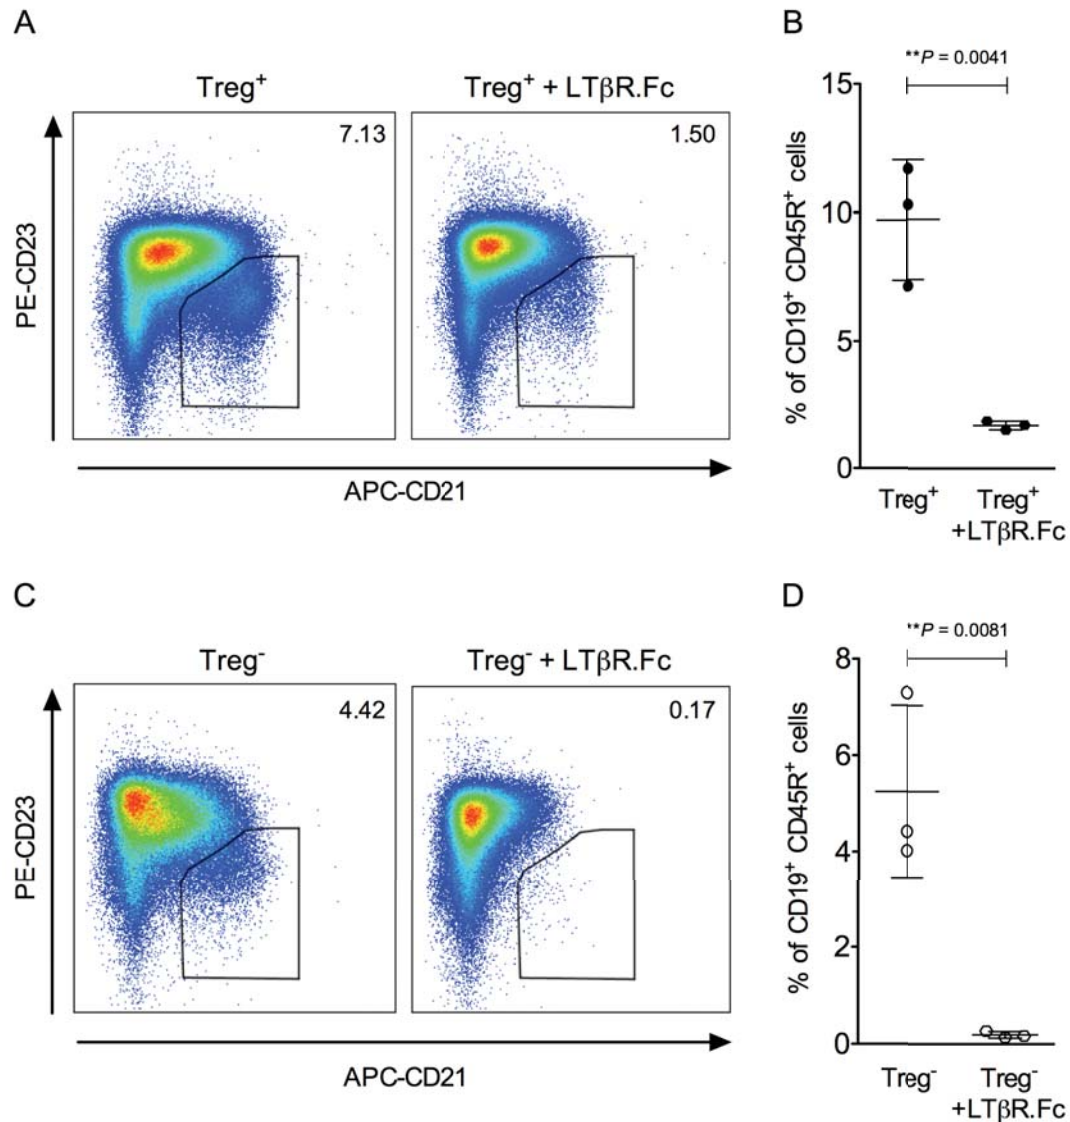 A
B
Treg⁺
Treg⁺ + LTβR.Fc
7.13
1.50
PE-CD23
APC-CD21
**P = 0.0041
% of CD19⁺ CD45R⁺ cells
15
10
5
0
Treg⁺
Treg⁺
+LTβR.Fc
C
D
Treg⁻
Treg⁻ + LTβR.Fc
4.42
0.17
PE-CD23
APC-CD21
**P = 0.0081
% of CD19⁺ CD45R⁺ cells
8
6
4
2
0
Treg⁻
Treg⁻
+LTβR.Fc